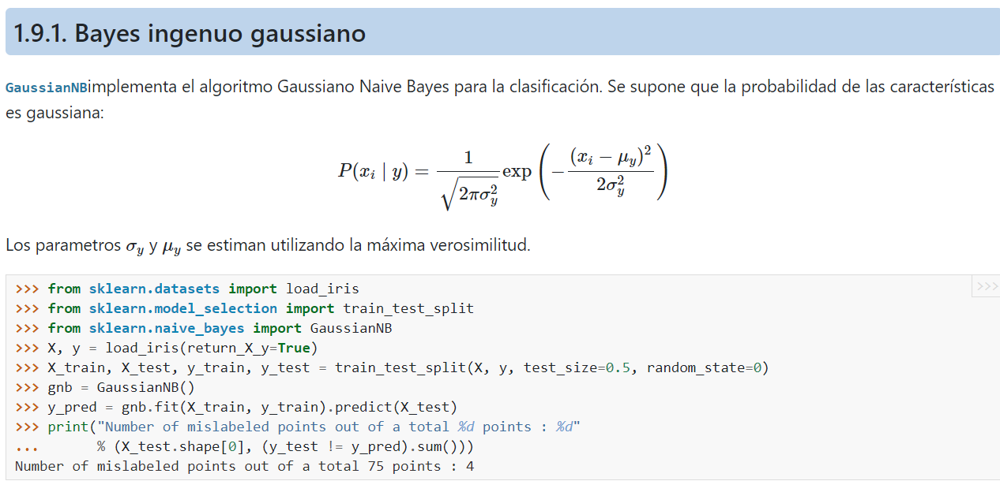 1.9.1. Bayes ingenuo gaussiano
GaussianNBimplementa el algoritmo Gaussiano Naive Bayes para la clasificación. Se supone que la probabilidad de las características
es gaussiana:
P(x_i | y) = \frac{1}{\sqrt{2\pi\sigma_y^2}} \exp\left(-\frac{(x_i - \mu_y)^2}{2\sigma_y^2}\right)
Los parametros σ_y y μ_y se estiman utilizando la máxima verosimilitud.
>>> from sklearn.datasets import load_iris
>>>
>>> from sklearn.model_selection import train_test_split
>>> from sklearn.naive_bayes import GaussianNB
>>> X, y = load_iris(return_X_y=True)
>>> X_train, X_test, y_train, y_test = train_test_split(X, y, test_size=0.5, random_state=0)
>>> gnb = GaussianNB()
>>> y_pred = gnb.fit(X_train, y_train).predict(X_test)
>>> print("Number of mislabeled points out of a total %d points : %d"
...       % (X_test.shape[0], (y_test != y_pred).sum()))
Number of mislabeled points out of a total 75 points : 4